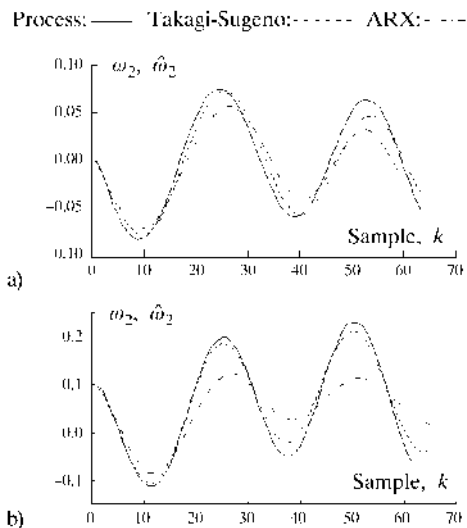 Process: Takagi-Sugeno: ARX:
0.10
ω₂, ω̂₂
0.05
0.00
−0.05
0.10
Sample, k
0 10 20 30 40 50 60 70
a)
ω₂, ω̂₂
0.2
0.1
0.0
−0.1
Sample, k
0 10 20 30 40 50 60 70
b)